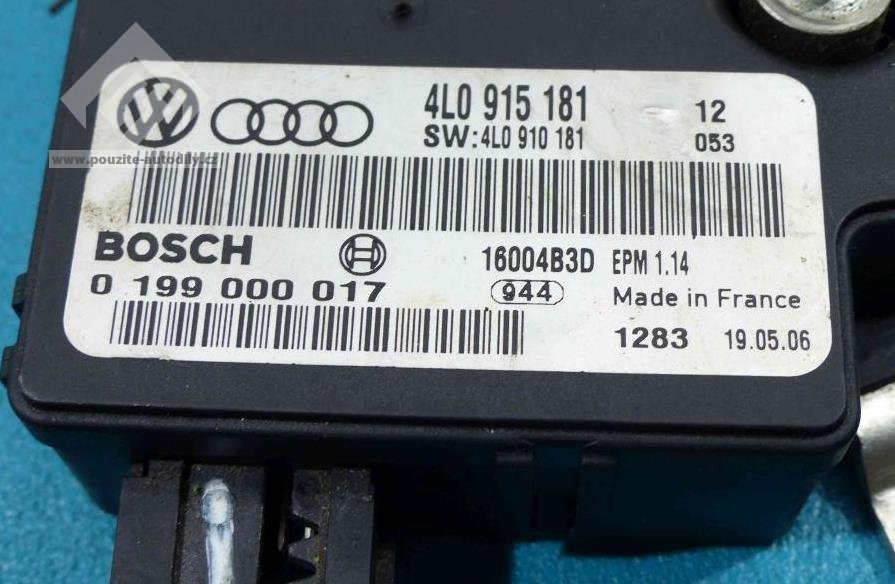 4L0 915 181 12
SW:4L0 910 181 053
www.pouzite-autodily.cz
BOSCH 16004B3D EPM 1.14
0 199 000 017 944 Made in France
1283 19.05.06